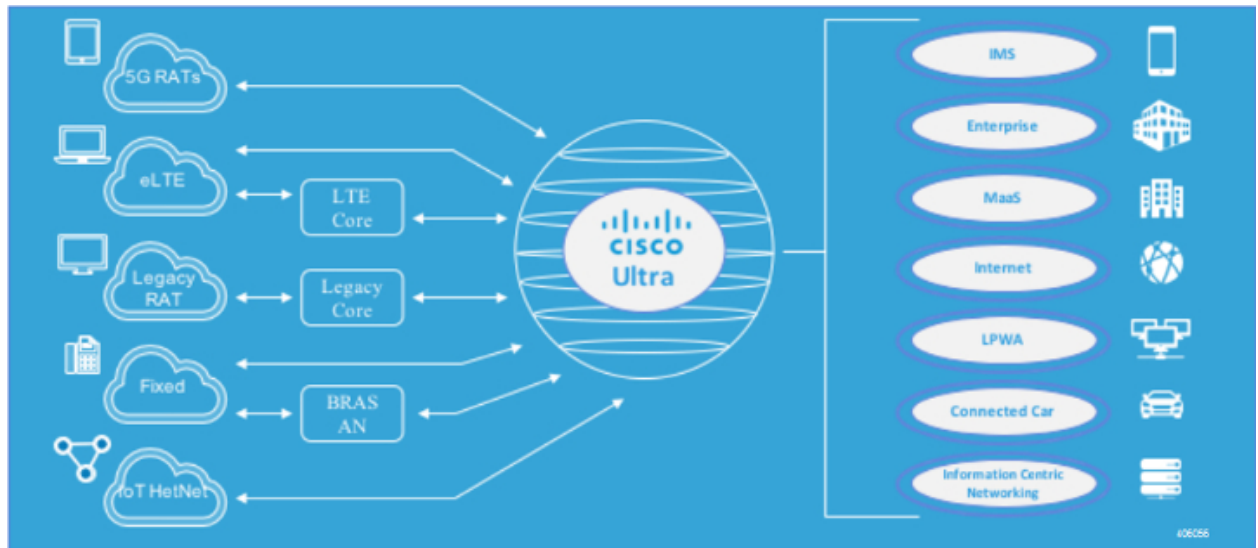 5G RATs
eLTE
LTE
Core
Legacy
RAT
Legacy
Core
Fixed
BRAS
AN
IoT HetNet
CISCO
Ultra
IMS
Enterprise
MaaS
Internet
LPWA
Connected Car
Information Centric
Networking
406056